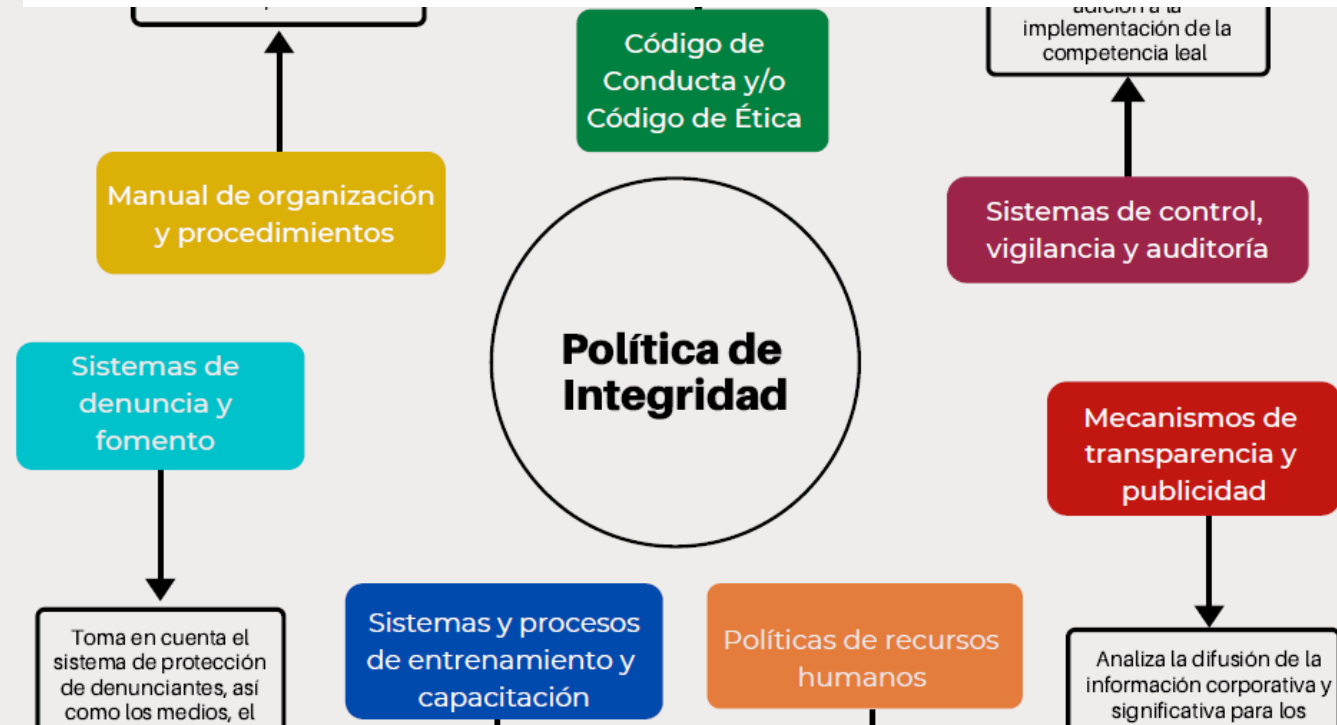 adición a la
implementación de la
competencia leal
Código de
Conducta y/o
Código de Ética
Manual de organización
y procedimientos
Sistemas de control,
vigilancia y auditoría
Política de
Integridad
Sistemas de
denuncia y
fomento
Mecanismos de
transparencia y
publicidad
Toma en cuenta el
sistema de protección
de denunciantes, así
como los medios, el
Sistemas y procesos
de entrenamiento y
capacitación
Políticas de recursos
humanos
Analiza la difusión de la
información corporativa y
significativa para los